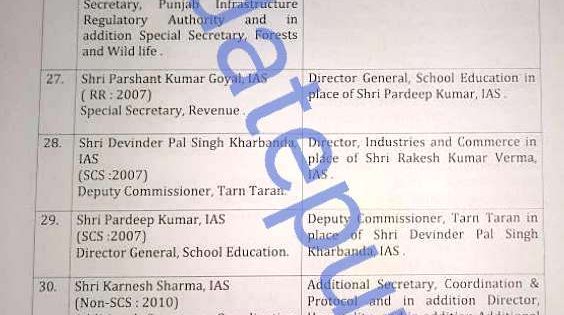 Secretary, Punjab Infrastructure
Regulatory Authority and in
addition Special Secretary, Forests
and Wild life .
27.
Shri Parshant Kumar Goyal, IAS
( RR : 2007)
Special Secretary, Revenue .
Director General, School Education in
place of Shri Pardeep Kumar, IAS .
28.
Shri Devinder Pal Singh Kharbanda,
IAS
(SCS :2007)
Deputy Commissioner, Tarn Taran.
Director, Industries and Commerce in
place of Shri Rakesh Kumar Verma,
IAS .
29.
Shri Pardeep Kumar, IAS
(SCS :2007)
Director General, School Education.
Deputy Commissioner, Tarn Taran in
place of Shri Devinder Pal Singh
Kharbanda, IAS .
30.
Shri Karnesh Sharma, IAS
(Non-SCS : 2010)
Additional Secretary, Coordination &
Protocol and in addition Director,